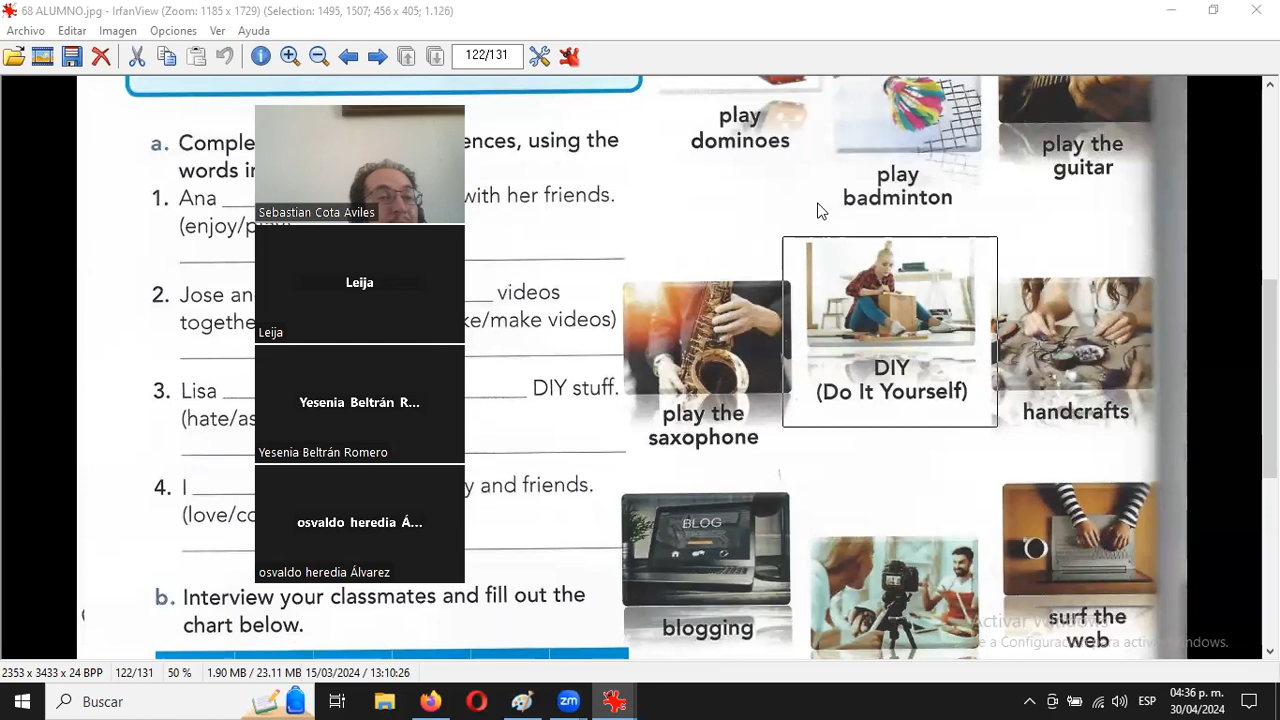 68 ALUMNO.jpg - IrfanView (Zoom: 1185 x 1729) (Selection: 1495, 1507; 456 x 405; 1.126)
Archivo Editar Imagen Opciones Ver Ayuda
122/131
a. Comple ences, using the
words in
1. Ana ______ with her friends.
(enjoy/p
2. Jose an ___ videos
togethe ke/make videos)
3. Lisa ______ DIY stuff.
(hate/as
4. I ______ y and friends.
(love/co
b. Interview your classmates and fill out the
chart below.
Sebastian Cota Aviles
Leija
Leija
Yesenia Beltrán R...
Yesenia Beltrán Romero
osvaldo heredia Á...
osvaldo heredia Álvarez
play
dominoes
play
badminton
play the
guitar
play the
saxophone
DIY
(Do It Yourself)
handcrafts
BLOG
blogging
surf the
web
Activar Windows
Ve a Configuración para activar Windows.
2353 x 3433 x 24 BPP 122/131 50 % 1.90 MB / 23.11 MB 15/03/2024 / 13:10:26
Buscar
zm
ESP
04:36 p. m.
30/04/2024